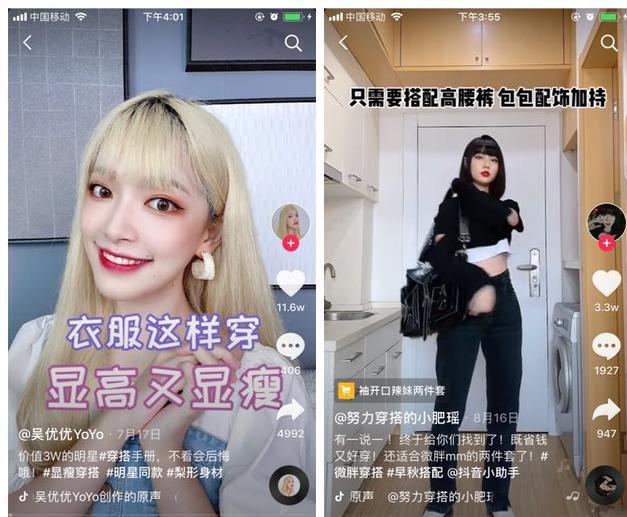 中国移动
下午4:01
衣服这样穿
显高又显瘦
11.6w
406
4992
@吴优优YoYo · 7月17日
价值3W的明星#穿搭手册，不看会后悔
哦！#显瘦穿搭 #明星同款 #梨形身材
吴优优YoYo创作的原声
中国移动
下午3:55
只需要搭配高腰裤 包包配饰加持
3.3w
1927
947
袖开口辣妹两件套
@努力穿搭的小肥瑶 · 8月16日
有一说一！终于给你们找到了！既省钱
又好穿！还适合微胖mm的两件套了！#
微胖穿搭 #早秋搭配 @抖音小助手
原声 @努力穿搭的小肥